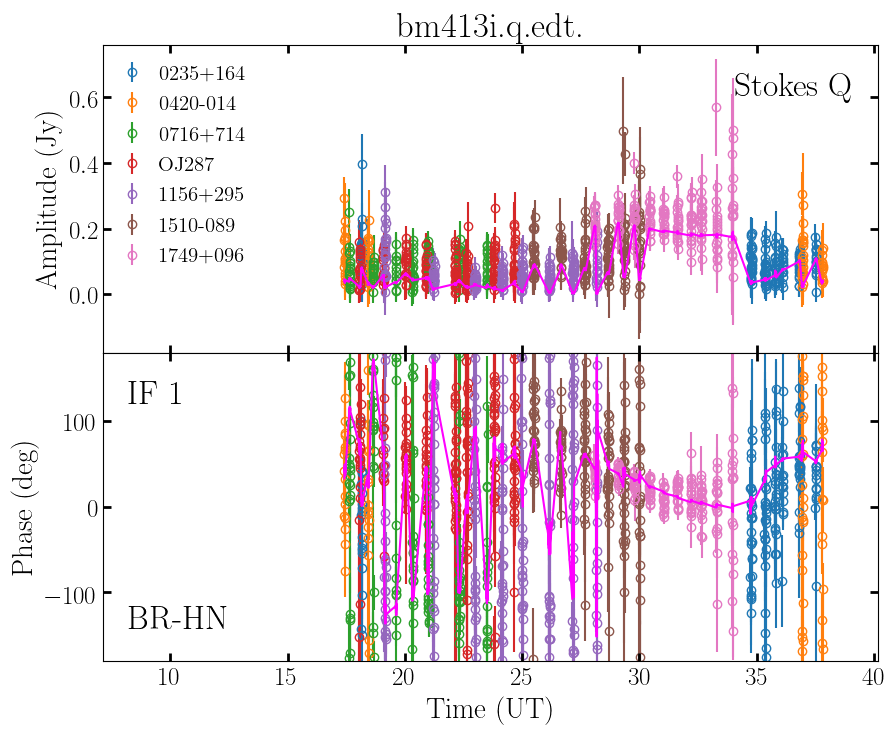 bm413i.q.edt.
Stokes Q
0235+164
0420-014
0716+714
OJ287
1156+295
1510-089
1749+096
Amplitude (Jy)
0.6
0.4
0.2
0.0
IF 1
BR-HN
Phase (deg)
100
0
−100
10
15
20
25
30
35
40
Time (UT)